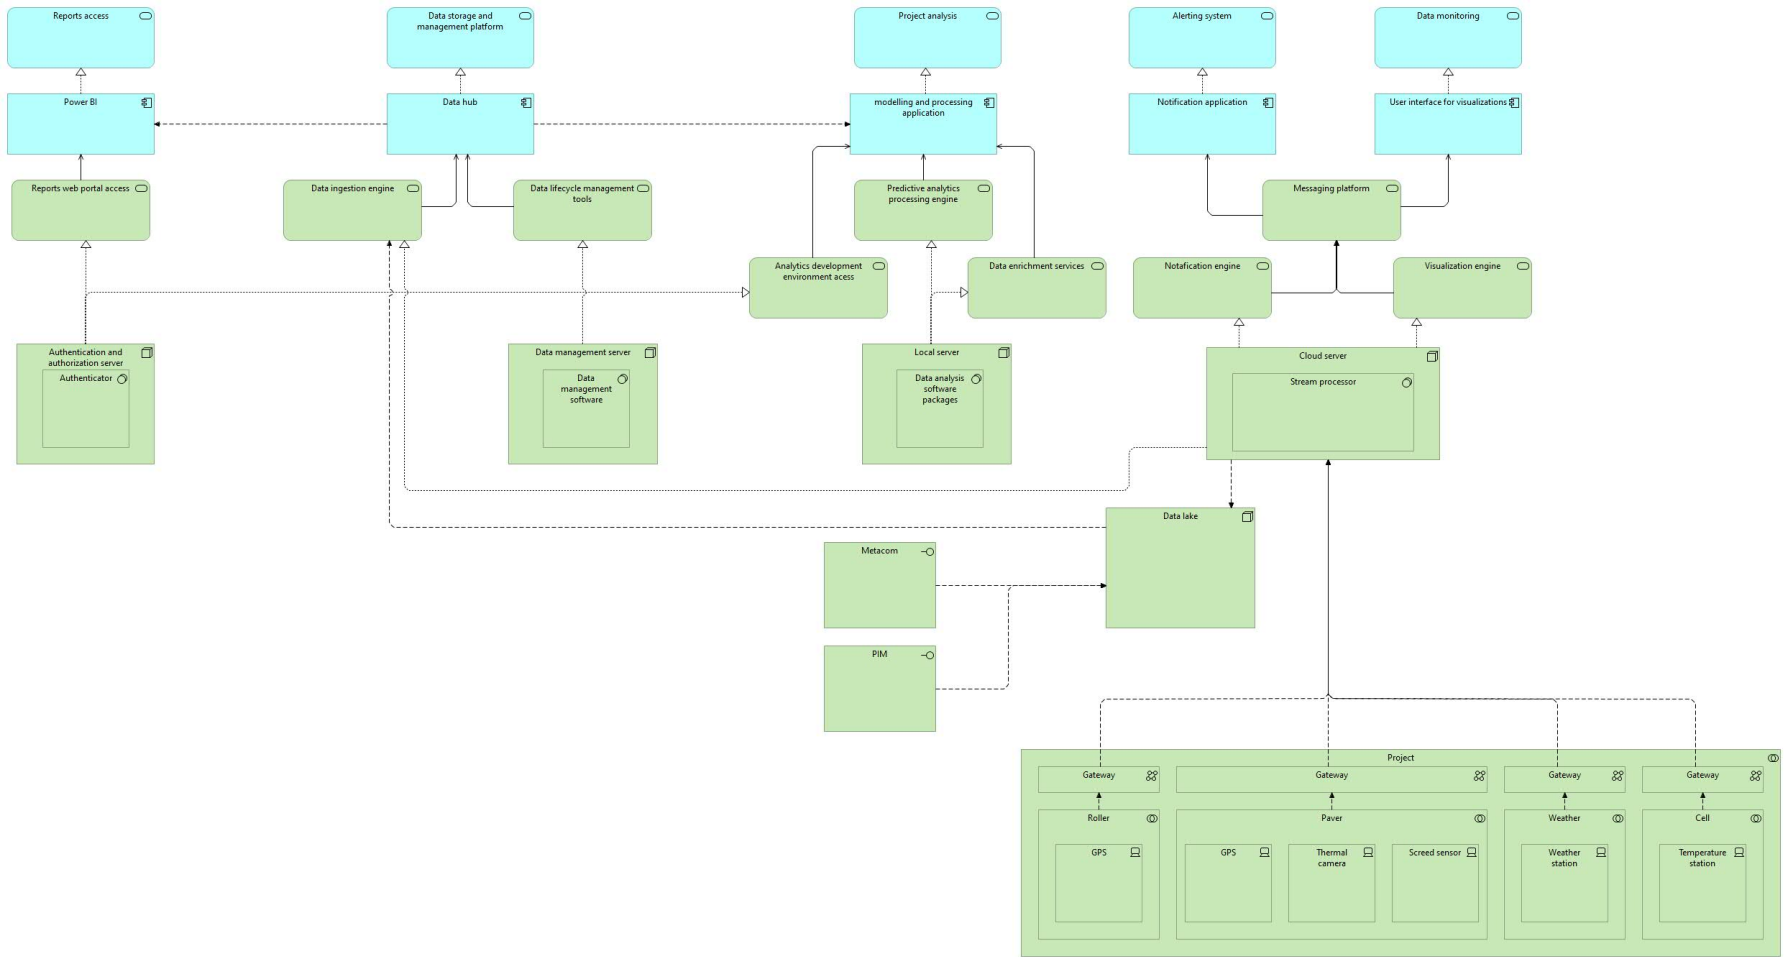 Reports access
Data storage and
management platform
Project analysis
Alerting system
Data monitoring
Power BI
Data hub
modelling and processing
application
Notification application
User interface for visualizations
Reports web portal access
Data ingestion engine
Data lifecycle management
tools
Predictive analytics
processing engine
Messaging platform
Analytics development
environment acess
Data enrichment services
Notafication engine
Visualization engine
Authentication and
authorization server
Authenticator
Data management server
Data
management
software
Local server
Data analysis
software
packages
Cloud server
Stream processor
Data lake
Metacom
PIM
Project
Gateway
Gateway
Gateway
Gateway
Roller
Paver
Weather
Cell
GPS
GPS
Thermal
camera
Screed sensor
Weather
station
Temperature
station